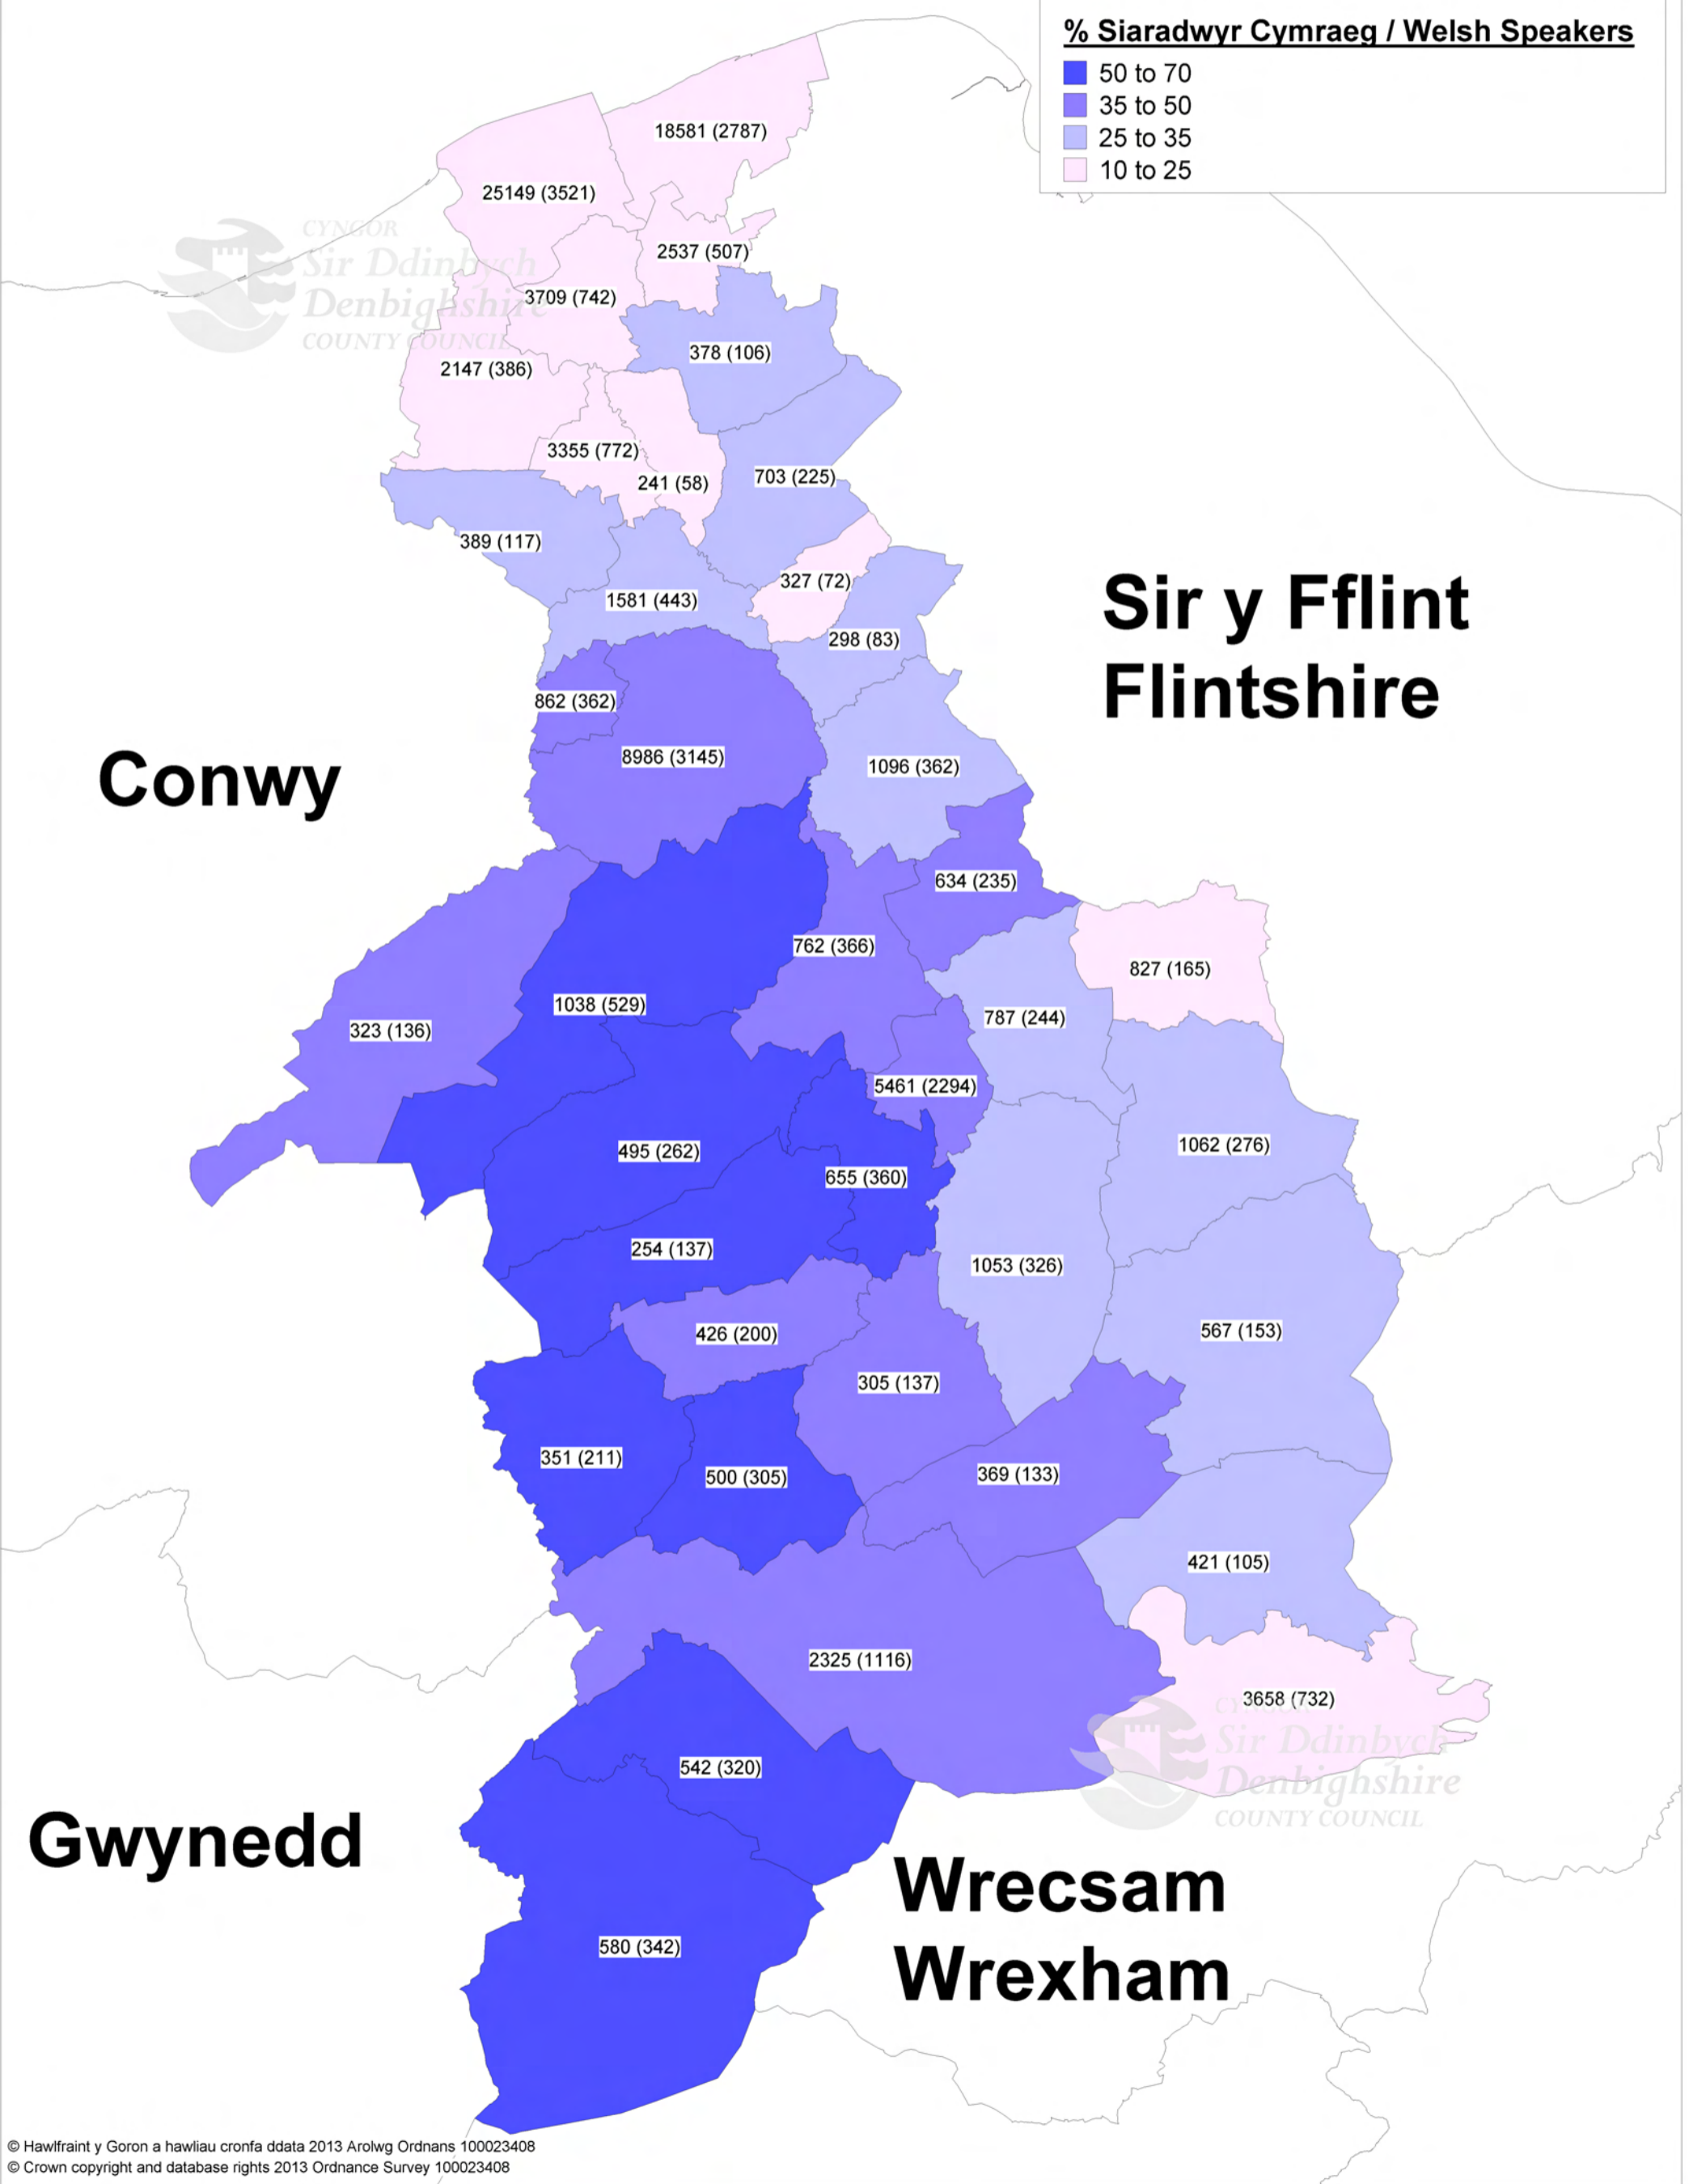 % Siaradwyr Cymraeg / Welsh Speakers
50 to 70
35 to 50
25 to 35
10 to 25
18581 (2787)
25149 (3521)
CYNGOR
Sir Ddinbych
Denbighshire
COUNTY COUNCIL
2537 (507)
3709 (742)
378 (106)
2147 (386)
3355 (772)
241 (58)
703 (225)
389 (117)
327 (72)
1581 (443)
298 (83)
Sir y Fflint
Flintshire
862 (362)
8986 (3145)
1096 (362)
Conwy
634 (235)
762 (366)
827 (165)
1038 (529)
787 (244)
323 (136)
5461 (2294)
495 (262)
1062 (276)
655 (360)
254 (137)
1053 (326)
426 (200)
567 (153)
305 (137)
351 (211)
500 (305)
369 (133)
421 (105)
2325 (1116)
3658 (732)
CYNGOR
Sir Ddinbych
Denbighshire
COUNTY COUNCIL
542 (320)
Gwynedd
Wrecsam
Wrexham
580 (342)
© Hawlfraint y Goron a hawliau cronfa ddata 2013 Arolwg Ordnans 100023408
© Crown copyright and database rights 2013 Ordnance Survey 100023408